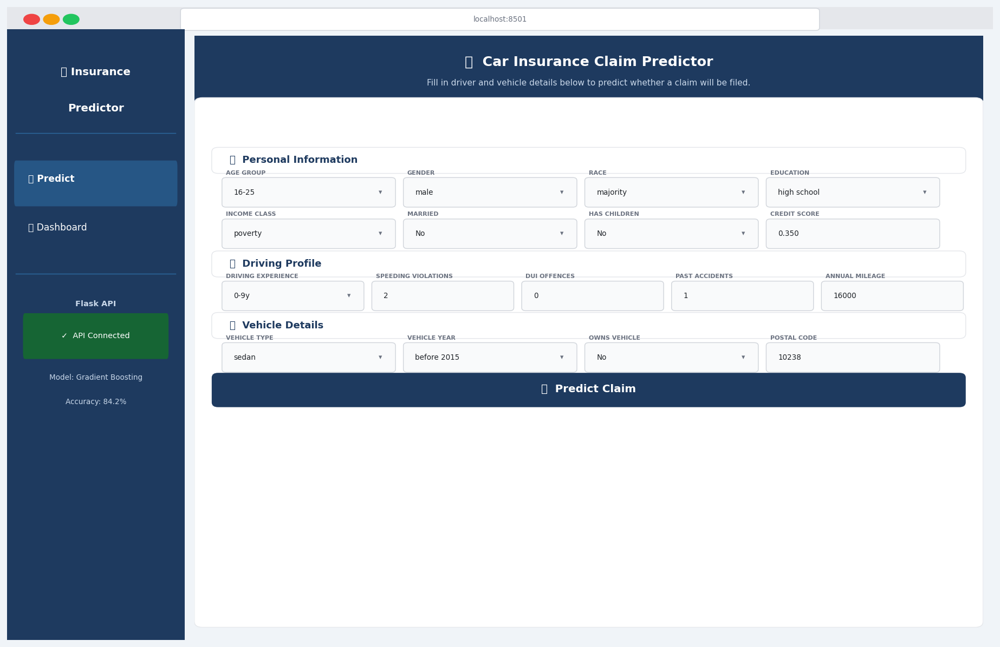 localhost:8501
Insurance
Predictor
Predict
Dashboard
Flask API
✓ API Connected
Model: Gradient Boosting
Accuracy: 84.2%
Car Insurance Claim Predictor
Fill in driver and vehicle details below to predict whether a claim will be filed.
Personal Information
AGE GROUP GENDER RACE EDUCATION
16-25 male majority high school
INCOME CLASS MARRIED HAS CHILDREN CREDIT SCORE
poverty No No 0.350
Driving Profile
DRIVING EXPERIENCE SPEEDING VIOLATIONS DUI OFFENCES PAST ACCIDENTS ANNUAL MILEAGE
0-9y 2 0 1 16000
Vehicle Details
VEHICLE TYPE VEHICLE YEAR OWNS VEHICLE POSTAL CODE
sedan before 2015 No 10238
Predict Claim